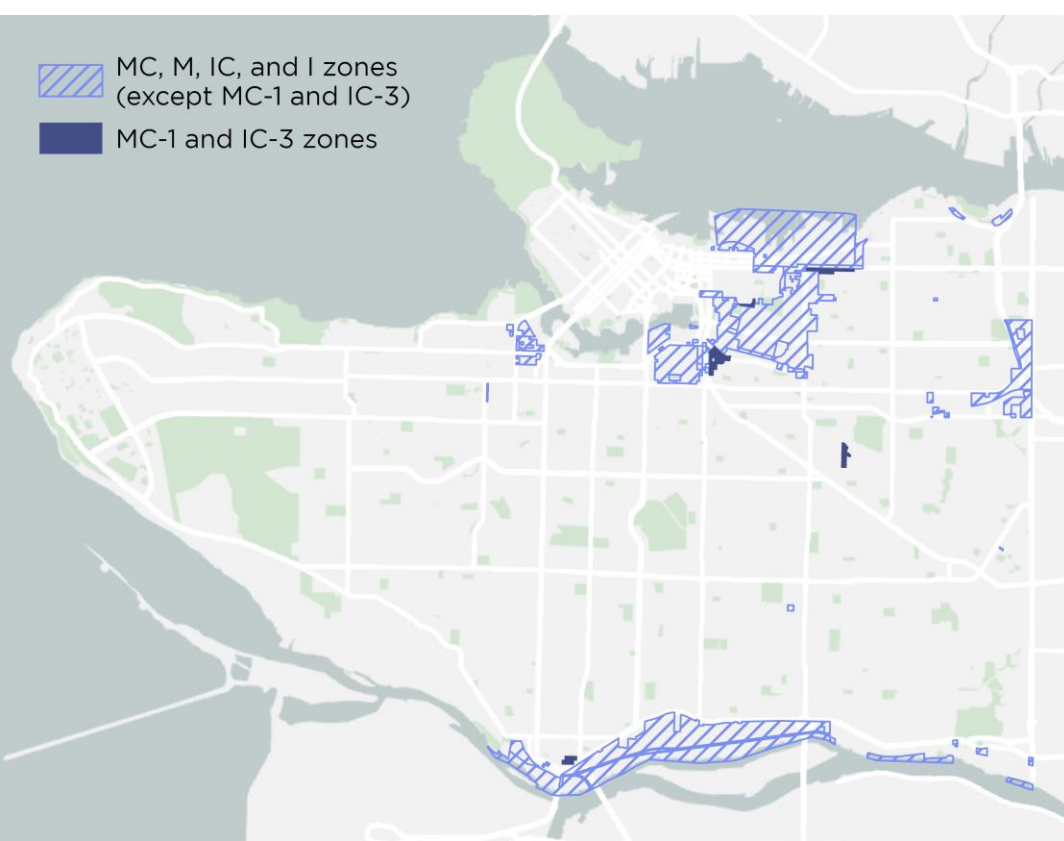 MC, M, IC, and I zones
(except MC-1 and IC-3)
MC-1 and IC-3 zones